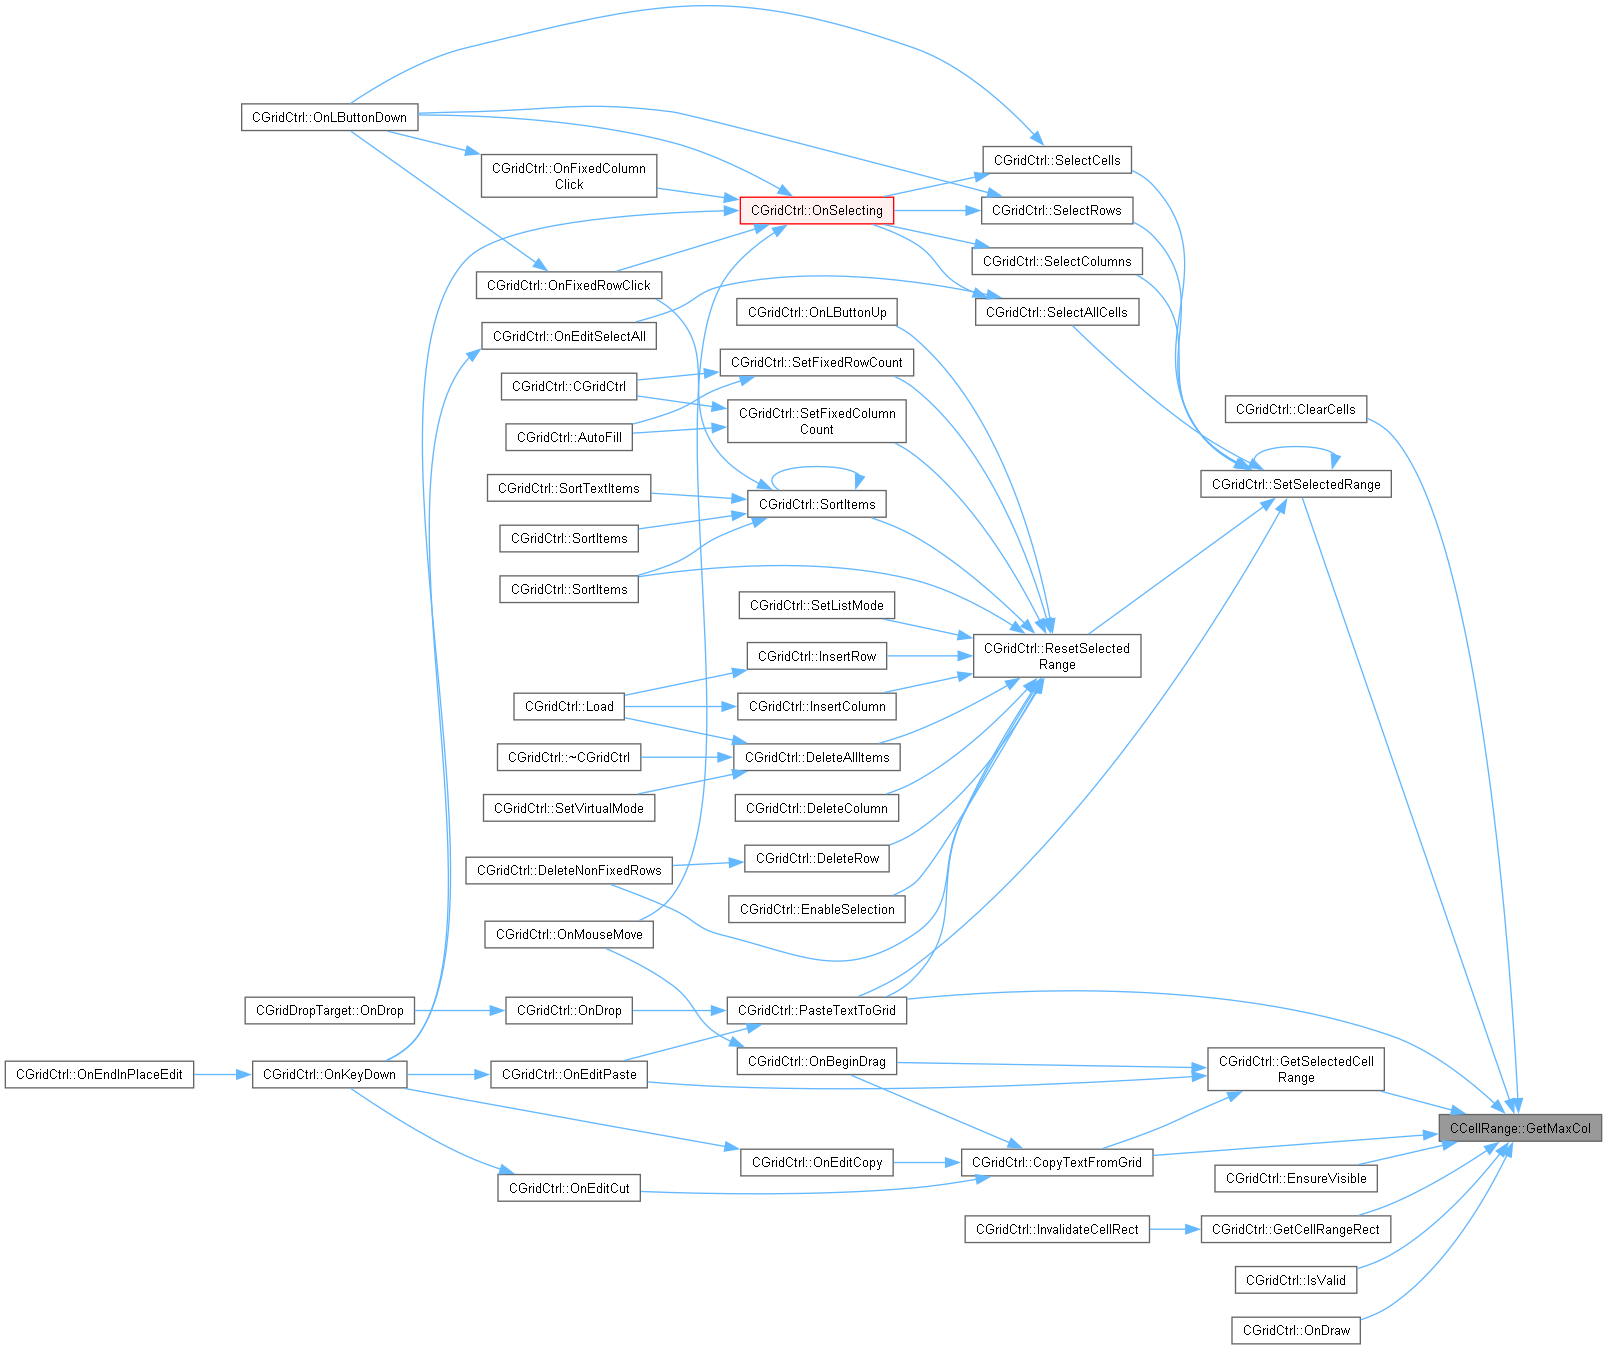 CGridCtrl::OnLButtonDown
CGridCtrl::SelectCells
CGridCtrl::OnFixedColumn
Click
CGridCtrl::OnSelecting
CGridCtrl::SelectRows
CGridCtrl::SelectColumns
CGridCtrl::OnFixedRowClick
CGridCtrl::OnLButtonUp
CGridCtrl::SelectAllCells
CGridCtrl::OnEditSelectAll
CGridCtrl::SetFixedRowCount
CGridCtrl::CGridCtrl
CGridCtrl::SetFixedColumn
Count
CGridCtrl::ClearCells
CGridCtrl::AutoFill
CGridCtrl::SortTextItems
CGridCtrl::SortItems
CGridCtrl::SetSelectedRange
CGridCtrl::SortItems
CGridCtrl::SortItems
CGridCtrl::SetListMode
CGridCtrl::InsertRow
CGridCtrl::ResetSelected
Range
CGridCtrl::Load
CGridCtrl::InsertColumn
CGridCtrl::~CGridCtrl
CGridCtrl::DeleteAllItems
CGridCtrl::SetVirtualMode
CGridCtrl::DeleteColumn
CGridCtrl::DeleteNonFixedRows
CGridCtrl::DeleteRow
CGridCtrl::EnableSelection
CGridCtrl::OnMouseMove
CGridDropTarget::OnDrop
CGridCtrl::OnDrop
CGridCtrl::PasteTextToGrid
CGridCtrl::OnEndInPlaceEdit
CGridCtrl::OnKeyDown
CGridCtrl::OnEditPaste
CGridCtrl::OnBeginDrag
CGridCtrl::GetSelectedCell
Range
CCellRange::GetMaxCol
CGridCtrl::OnEditCopy
CGridCtrl::CopyTextFromGrid
CGridCtrl::EnsureVisible
CGridCtrl::OnEditCut
CGridCtrl::InvalidateCellRect
CGridCtrl::GetCellRangeRect
CGridCtrl::IsValid
CGridCtrl::OnDraw